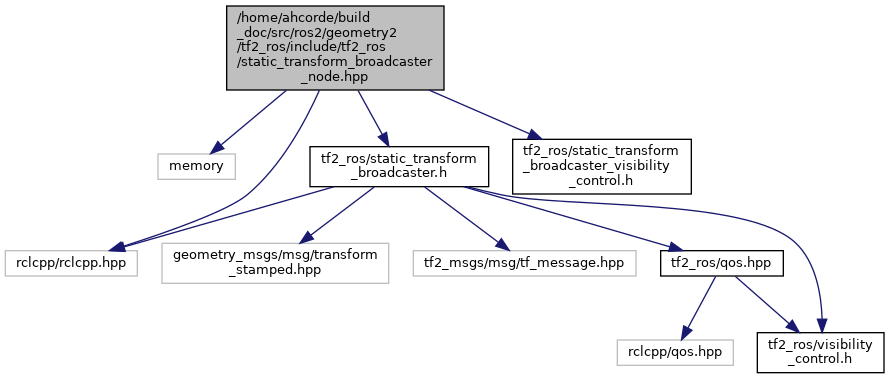 /home/ahcorde/build
_doc/src/ros2/geometry2
/tf2_ros/include/tf2_ros
/static_transform_broadcaster
_node.hpp
memory
tf2_ros/static_transform
_broadcaster.h
tf2_ros/static_transform
_broadcaster_visibility
_control.h
rclcpp/rclcpp.hpp
geometry_msgs/msg/transform
_stamped.hpp
tf2_msgs/msg/tf_message.hpp
tf2_ros/qos.hpp
rclcpp/qos.hpp
tf2_ros/visibility
_control.h